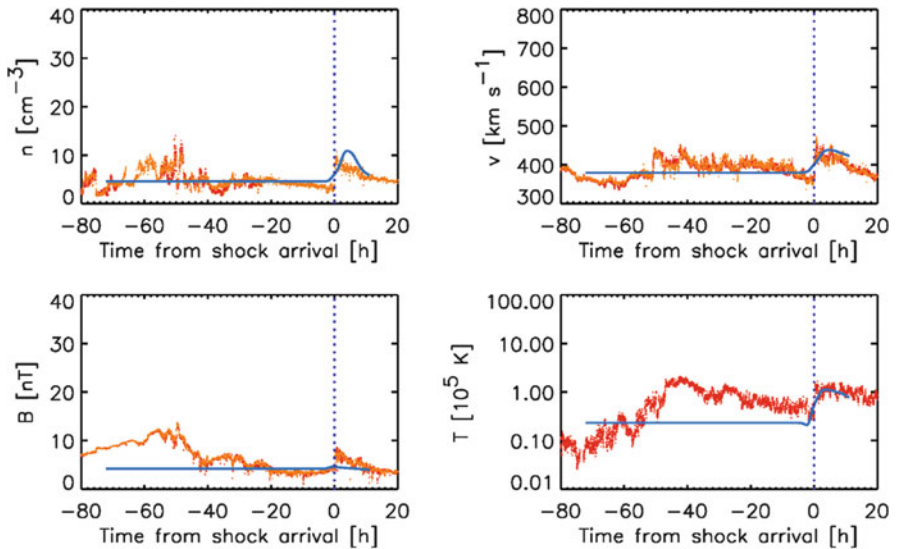 40
30
20
10
0
n [cm⁻³]
−80 −60 −40 −20 0 20
Time from shock arrival [h]
800
700
600
500
400
300
v [km s⁻¹]
−80 −60 −40 −20 0 20
Time from shock arrival [h]
40
30
20
10
0
B [nT]
−80 −60 −40 −20 0 20
Time from shock arrival [h]
100.00
10.00
1.00
0.10
0.01
T [10⁵ K]
−80 −60 −40 −20 0 20
Time from shock arrival [h]